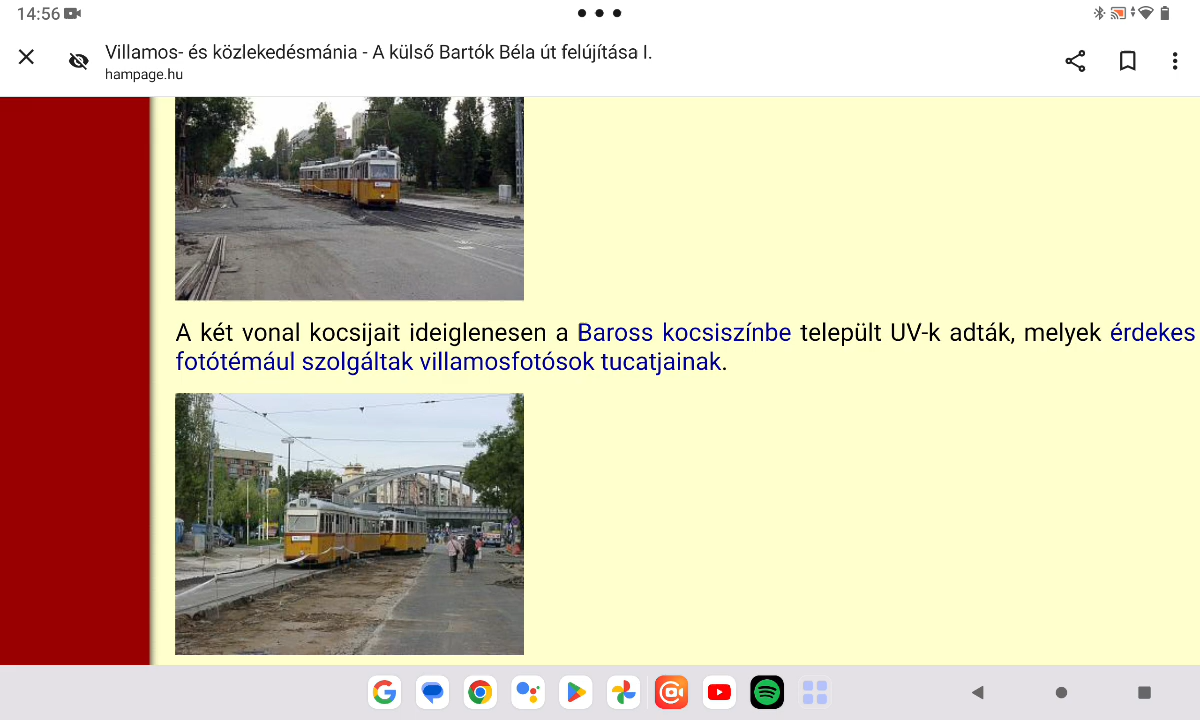 14:56
Villamos- és közlekedésmánia - A külső Bartók Béla út felújítása I.
hampage.hu
A két vonal kocsijait ideiglenesen a Baross kocsiszínbe települt UV-k adták, melyek érdekes
fotótémául szolgáltak villamosfotósok tucatjainak.